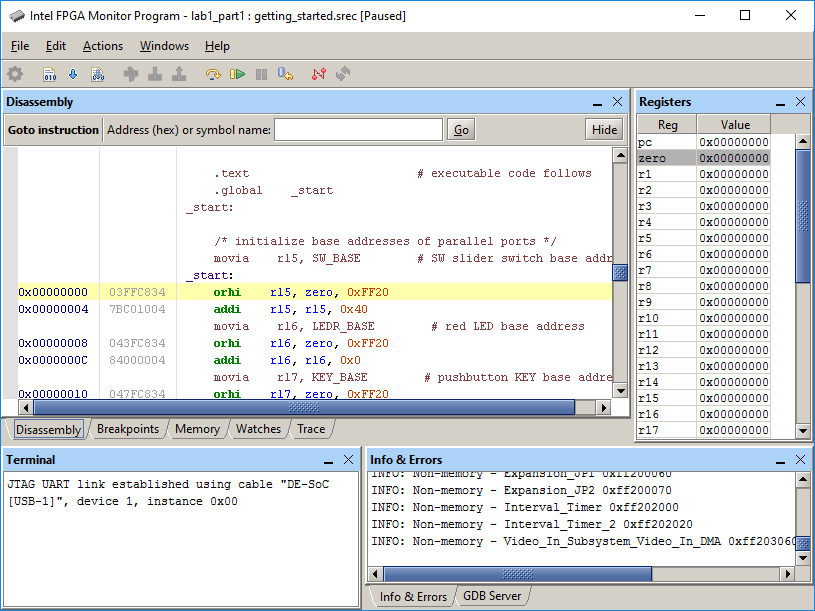 Intel FPGA Monitor Program - lab1_part1 : getting_started.srec [Paused]
File Edit Actions Windows Help
Disassembly
Goto instruction Address (hex) or symbol name: Go Hide
.text # executable code follows
.global _start
_start:
/* initialize base addresses of parallel ports */
movia r15, SW_BASE # SW slider switch base addr
_start:
0x00000000 03FFC834 orhi r15, zero, 0xFF20
0x00000004 7BC01004 addi r15, r15, 0x40
movia r16, LEDR_BASE # red LED base address
0x00000008 043FC834 orhi r16, zero, 0xFF20
0x0000000C 84000004 addi r16, r16, 0x0
movia r17, KEY_BASE # pushbutton KEY base addre
0x00000010 047FC834 orhi r17, zero, 0xFF20
Disassembly Breakpoints Memory Watches Trace
Registers
Reg Value
pc 0x00000000
zero 0x00000000
r1 0x00000000
r2 0x00000000
r3 0x00000000
r4 0x00000000
r5 0x00000000
r6 0x00000000
r7 0x00000000
r8 0x00000000
r9 0x00000000
r10 0x00000000
r11 0x00000000
r12 0x00000000
r13 0x00000000
r14 0x00000000
r15 0x00000000
r16 0x00000000
r17 0x00000000
Terminal
JTAG UART link established using cable "DE-SoC
[USB-1]", device 1, instance 0x00
Info & Errors
INFO: Non-memory - Expansion_JP1 0xff200060
INFO: Non-memory - Expansion_JP2 0xff200070
INFO: Non-memory - Interval_Timer 0xff202000
INFO: Non-memory - Interval_Timer_2 0xff202020
INFO: Non-memory - Video_In_Subsystem_Video_In_DMA 0xff203060
Info & Errors GDB Server